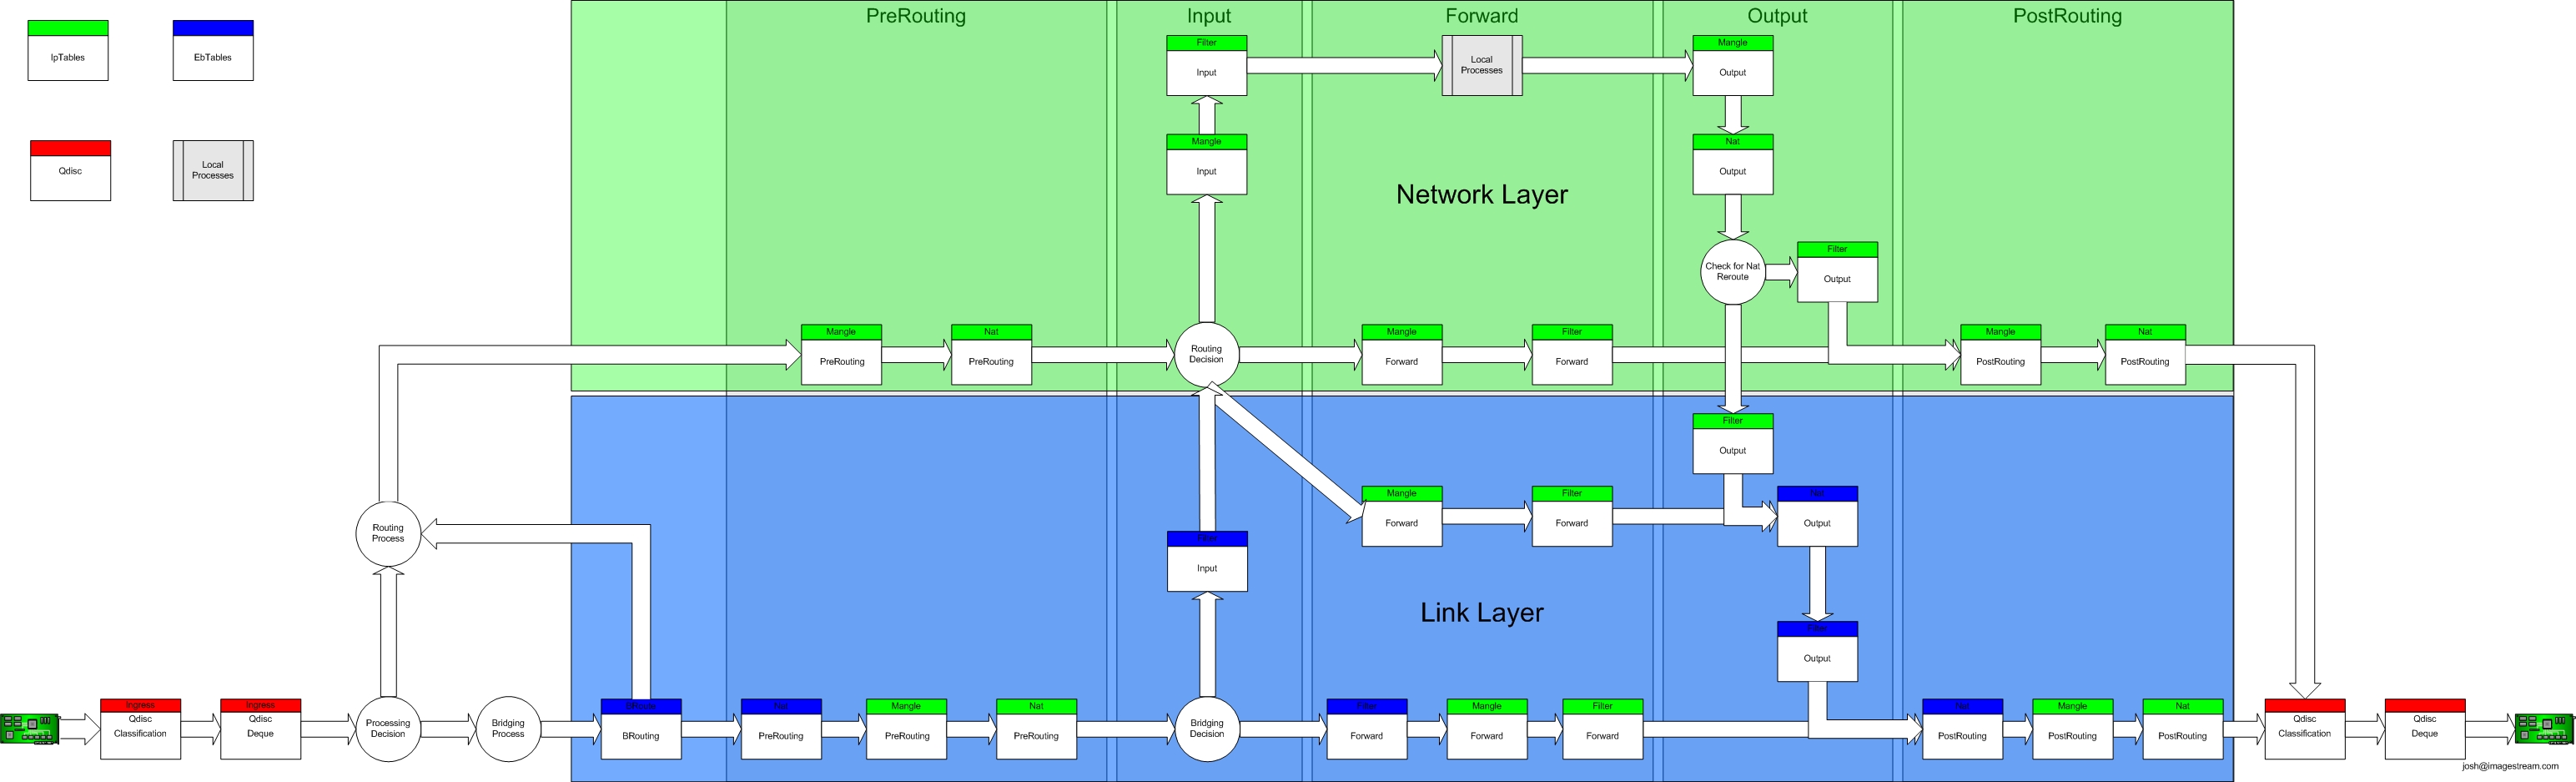 PreRouting
Input
Forward
Output
PostRouting
IpTables
EbTables
Qdisc
Local
Processes
Filter
Input
Local
Processes
Mangle
Output
Mangle
Input
Nat
Output
Network Layer
Check for Nat
Reroute
Filter
Output
Mangle
PreRouting
Nat
PreRouting
Routing
Decision
Mangle
Forward
Filter
Forward
Mangle
PostRouting
Nat
PostRouting
Filter
Output
Routing
Process
Mangle
Forward
Filter
Forward
Nat
Output
Filter
Input
Link Layer
Filter
Output
Ingress
Qdisc
Classification
Ingress
Qdisc
Deque
Processing
Decision
Bridging
Process
BRoute
BRouting
Nat
PreRouting
Mangle
PreRouting
Nat
PreRouting
Bridging
Decision
Filter
Forward
Mangle
Forward
Filter
Forward
Nat
PostRouting
Mangle
PostRouting
Nat
PostRouting
Qdisc
Classification
Qdisc
Deque
josh@imagestream.com